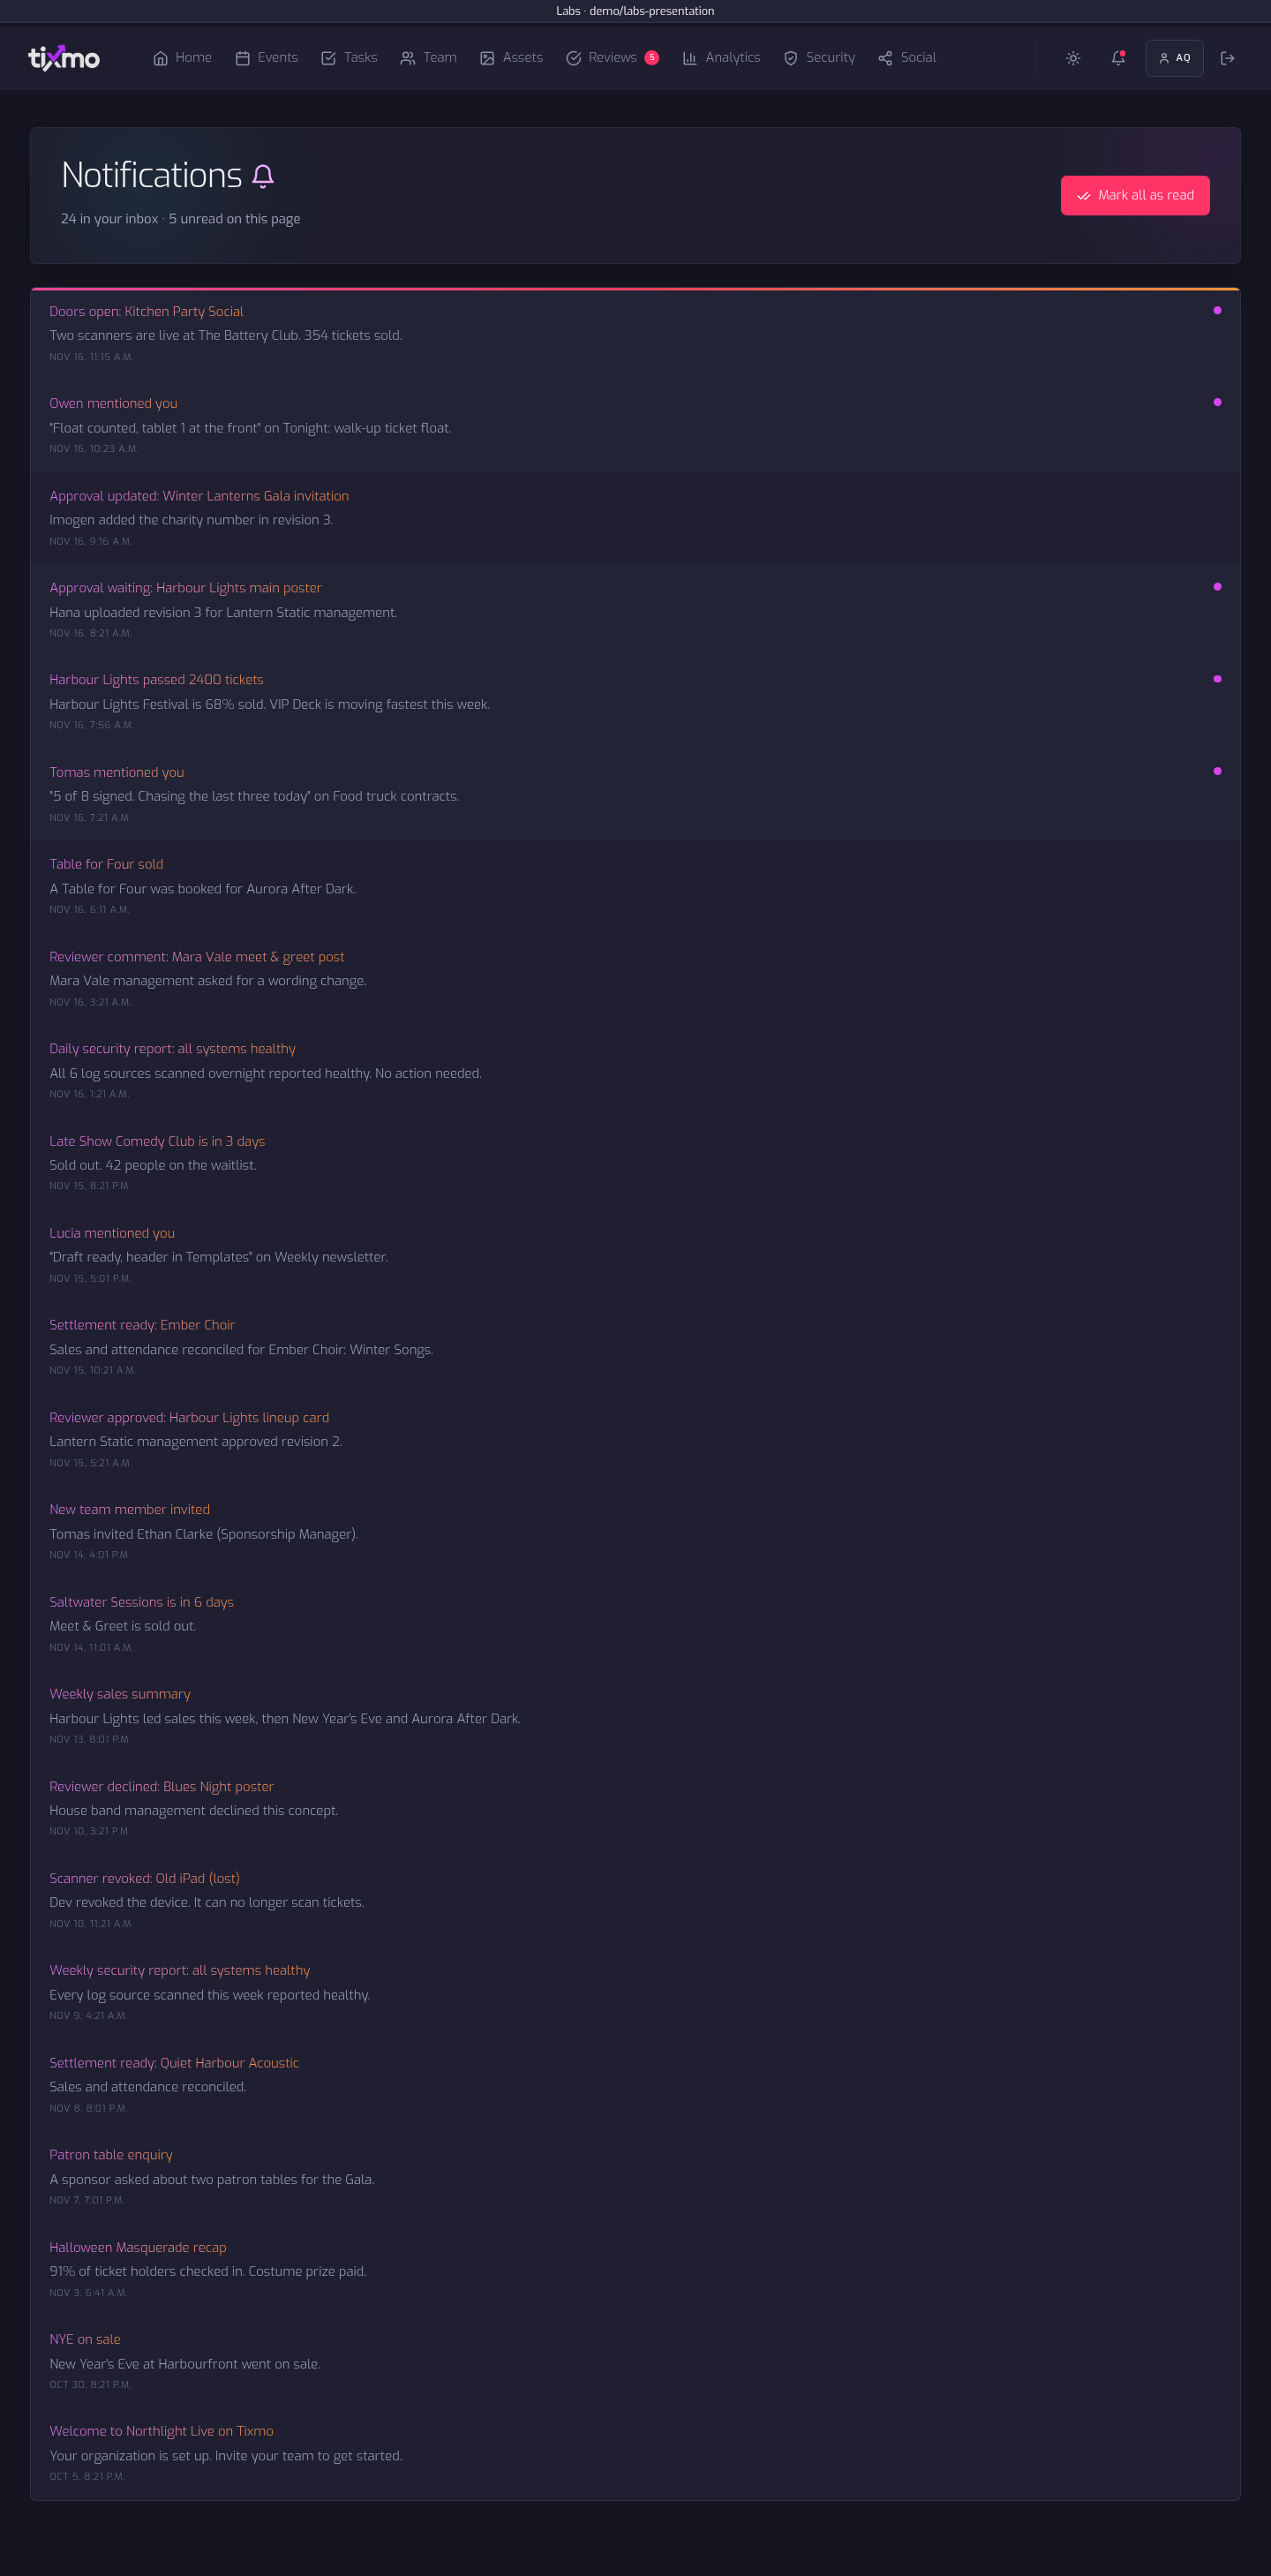 Labs · demo/labs-presentation
tixmo
Home
Events
Tasks
Team
Assets
Reviews 5
Analytics
Security
Social
AQ
Notifications
24 in your inbox · 5 unread on this page
Mark all as read
Doors open: Kitchen Party Social
Two scanners are live at The Battery Club. 354 tickets sold.
NOV 16, 11:15 A.M.
Owen mentioned you
"Float counted, tablet 1 at the front" on Tonight: walk-up ticket float.
NOV 16, 10:23 A.M.
Approval updated: Winter Lanterns Gala invitation
Imogen added the charity number in revision 3.
NOV 16, 9:16 A.M.
Approval waiting: Harbour Lights main poster
Hana uploaded revision 3 for Lantern Static management.
NOV 16, 8:21 A.M.
Harbour Lights passed 2400 tickets
Harbour Lights Festival is 68% sold. VIP Deck is moving fastest this week.
NOV 16, 7:56 A.M.
Tomas mentioned you
"5 of 8 signed. Chasing the last three today" on Food truck contracts.
NOV 16, 7:21 A.M.
Table for Four sold
A Table for Four was booked for Aurora After Dark.
NOV 16, 6:11 A.M.
Reviewer comment: Mara Vale meet & greet post
Mara Vale management asked for a wording change.
NOV 16, 3:21 A.M.
Daily security report: all systems healthy
All 6 log sources scanned overnight reported healthy. No action needed.
NOV 16, 1:21 A.M.
Late Show Comedy Club is in 3 days
Sold out. 42 people on the waitlist.
NOV 15, 8:21 P.M.
Lucia mentioned you
"Draft ready, header in Templates" on Weekly newsletter.
NOV 15, 5:01 P.M.
Settlement ready: Ember Choir
Sales and attendance reconciled for Ember Choir: Winter Songs.
NOV 15, 10:21 A.M.
Reviewer approved: Harbour Lights lineup card
Lantern Static management approved revision 2.
NOV 15, 5:21 A.M.
New team member invited
Tomas invited Ethan Clarke (Sponsorship Manager).
NOV 14, 4:01 P.M.
Saltwater Sessions is in 6 days
Meet & Greet is sold out.
NOV 14, 11:01 A.M.
Weekly sales summary
Harbour Lights led sales this week, then New Year's Eve and Aurora After Dark.
NOV 13, 8:01 P.M.
Reviewer declined: Blues Night poster
House band management declined this concept.
NOV 10, 3:21 P.M.
Scanner revoked: Old iPad (lost)
Dev revoked the device. It can no longer scan tickets.
NOV 10, 11:21 A.M.
Weekly security report: all systems healthy
Every log source scanned this week reported healthy.
NOV 9, 4:21 A.M.
Settlement ready: Quiet Harbour Acoustic
Sales and attendance reconciled.
NOV 8, 8:01 P.M.
Patron table enquiry
A sponsor asked about two patron tables for the Gala.
NOV 7, 7:01 P.M.
Halloween Masquerade recap
91% of ticket holders checked in. Costume prize paid.
NOV 3, 6:41 A.M.
NYE on sale
New Year's Eve at Harbourfront went on sale.
OCT 30, 8:21 P.M.
Welcome to Northlight Live on Tixmo
Your organization is set up. Invite your team to get started.
OCT 5, 8:21 P.M.